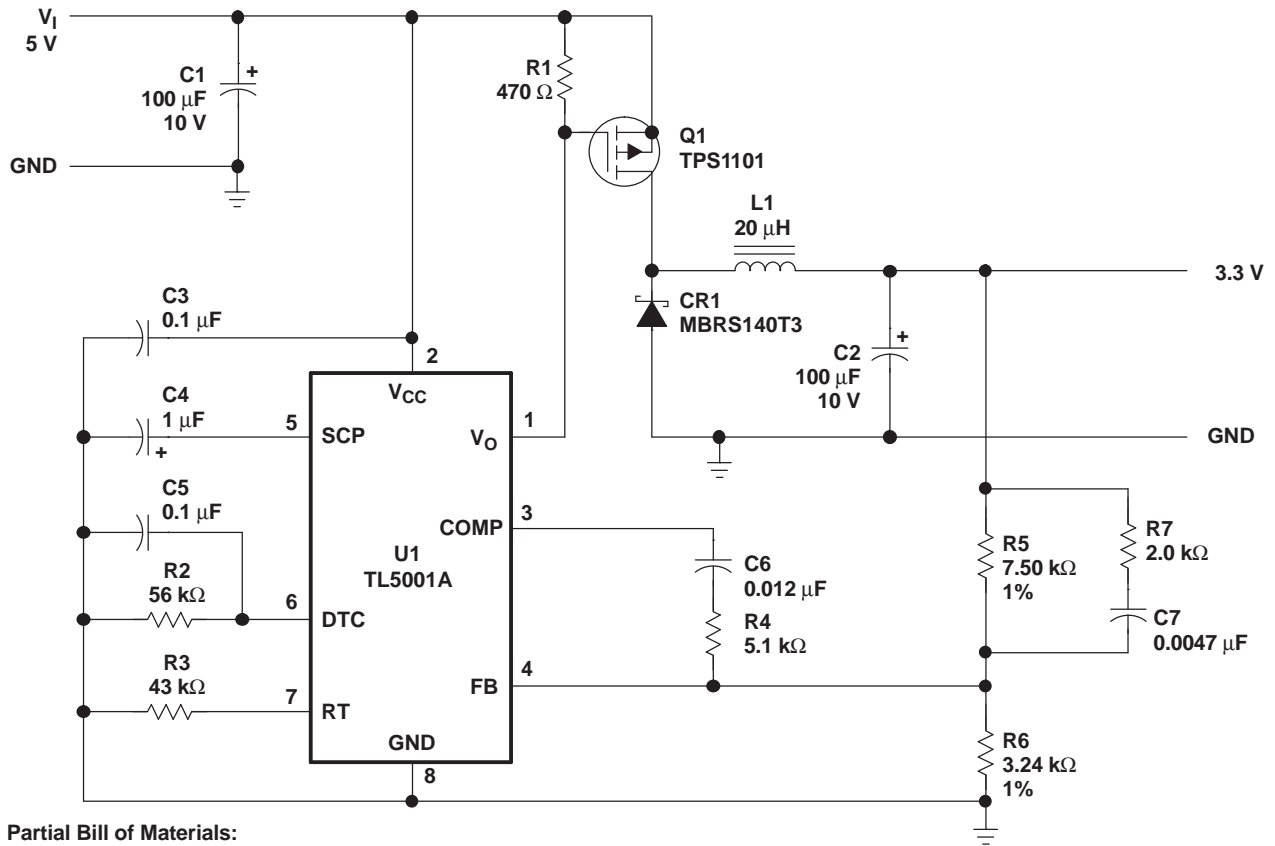 VI
5 V
C1
100 μF
10 V
+
GND
R1
470 Ω
Q1
TPS1101
L1
20 μH
3.3 V
CR1
MBRS140T3
C2
100 μF
10 V
+
GND
C3
0.1 μF
2
VCC
C4
1 μF
+
5
SCP
1
VO
C5
0.1 μF
3
COMP
U1
TL5001A
R2
56 kΩ
6
DTC
C6
0.012 μF
R4
5.1 kΩ
R5
7.50 kΩ
1%
R7
2.0 kΩ
C7
0.0047 μF
R3
43 kΩ
7
RT
4
FB
GND
8
R6
3.24 kΩ
1%
Partial Bill of Materials: